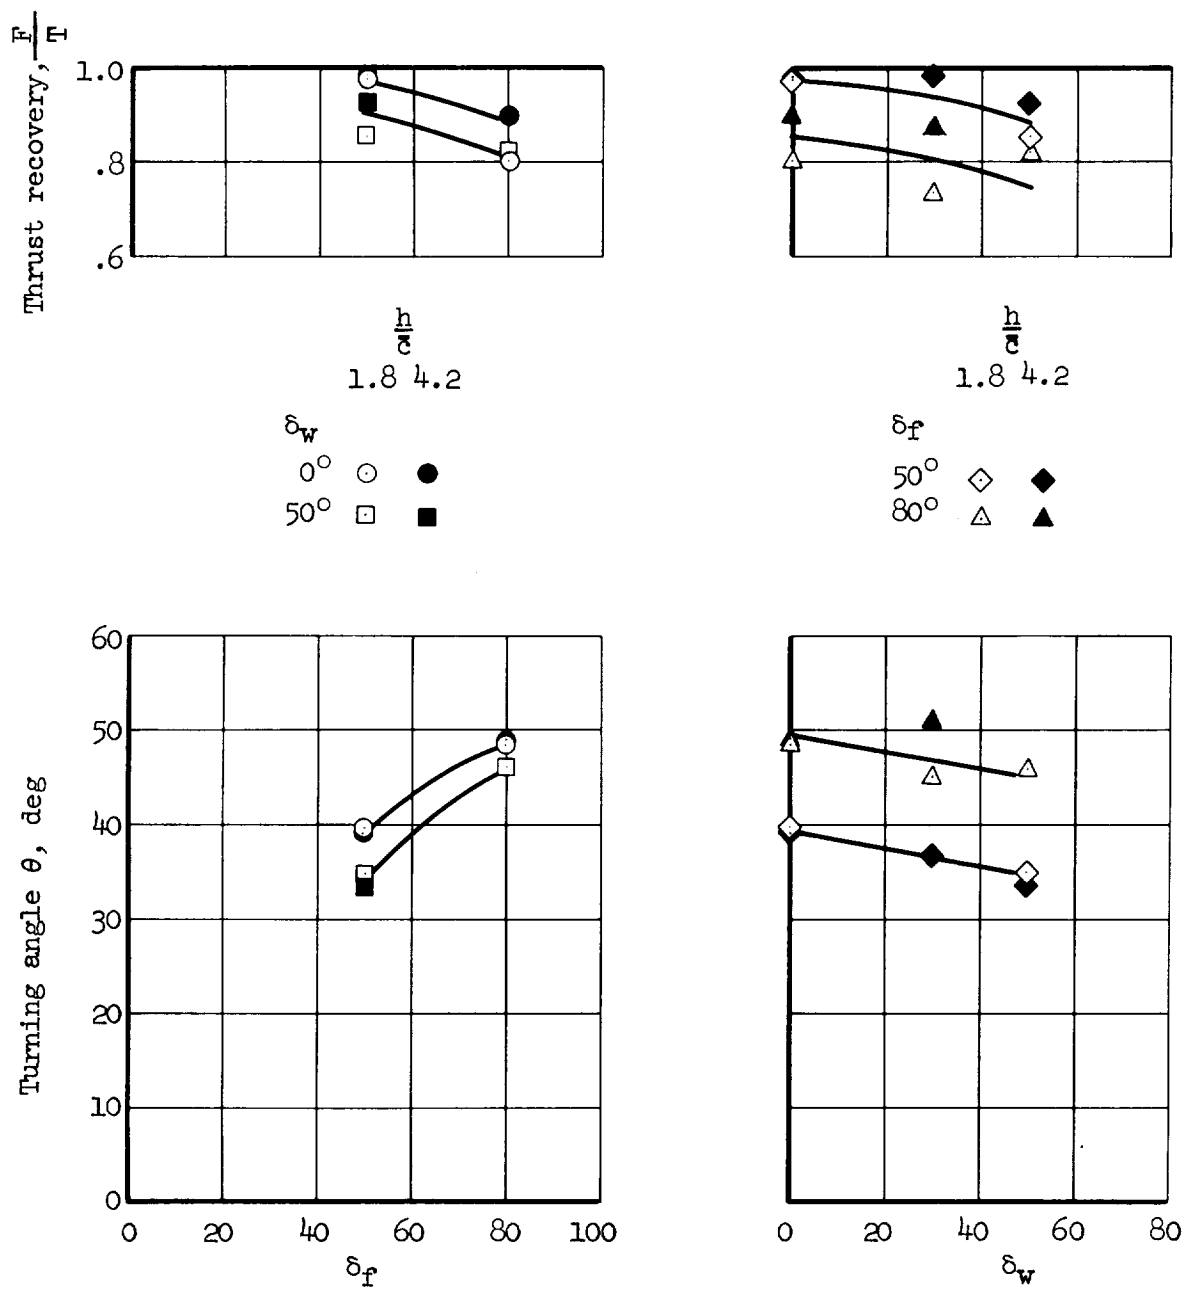 Thrust recovery, F/T
1.0
.8
.6
h/c̄
1.8 4.2
δw
0°
50°
h/c̄
1.8 4.2
δf
50°
80°
Turning angle θ, deg
60
50
40
30
20
10
0
0 20 40 60 80 100
δf
0 20 40 60 80
δw